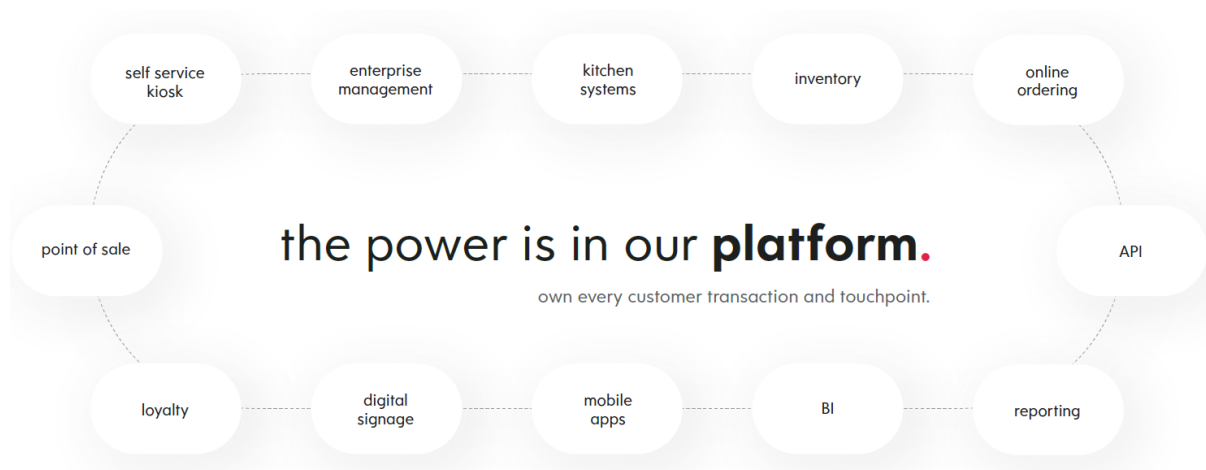 self service
kiosk
enterprise
management
kitchen
systems
inventory
online
ordering
point of sale
the power is in our platform.
own every customer transaction and touchpoint.
API
loyalty
digital
signage
mobile
apps
BI
reporting